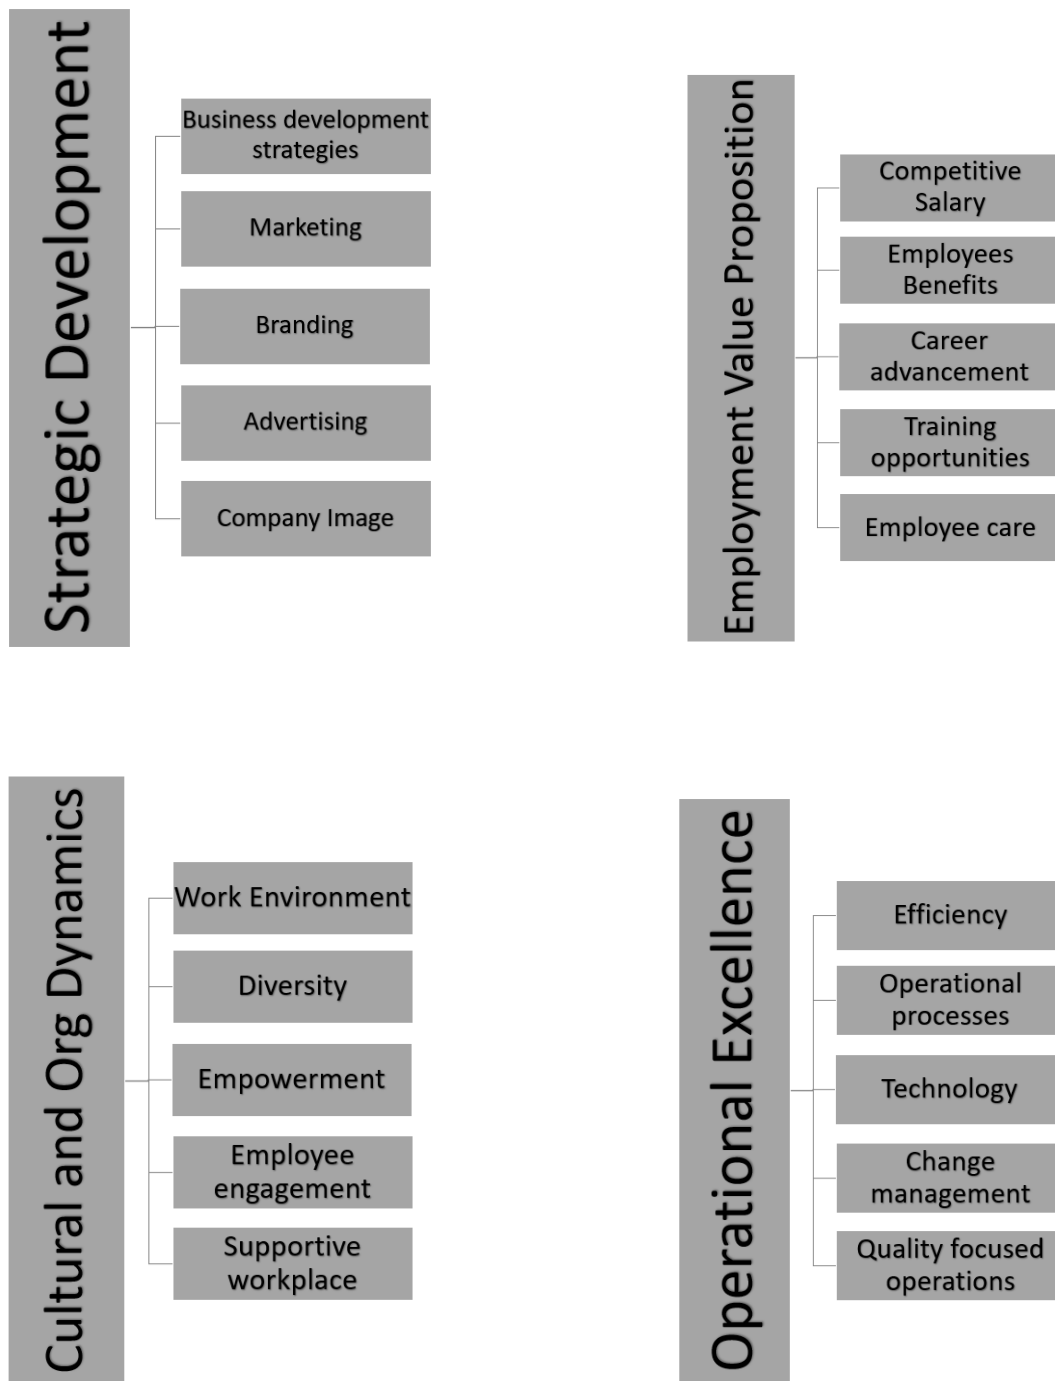 Strategic Development
Business development
strategies
Marketing
Branding
Advertising
Company Image
Employment Value Proposition
Competitive
Salary
Employees
Benefits
Career
advancement
Training
opportunities
Employee care
Cultural and Org Dynamics
Work Environment
Diversity
Empowerment
Employee
engagement
Supportive
workplace
Operational Excellence
Efficiency
Operational
processes
Technology
Change
management
Quality focused
operations